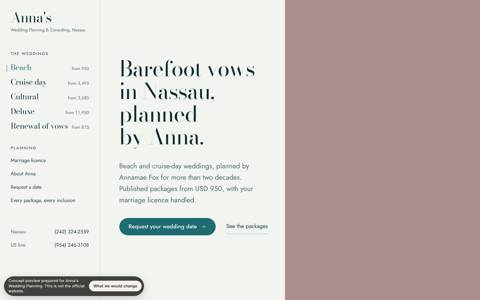 Anna's
Wedding Planning & Consulting, Nassau
THE WEDDINGS
Beach from 950
Cruise day from 3,495
Cultural from 3,680
Deluxe from 11,950
Renewal of vows from 875
PLANNING
Marriage licence
About Anna
Request a date
Every package, every inclusion
Nassau (242) 324-2559
US line (954) 246-3108
Barefoot vows
in Nassau,
planned
by Anna.
Beach and cruise-day weddings, planned by
Annamae Fox for more than two decades.
Published packages from USD 950, with your
marriage licence handled.
Request your wedding date
See the packages
Concept preview prepared for Anna's
Wedding Planning. This is not the official
website.
What we would change